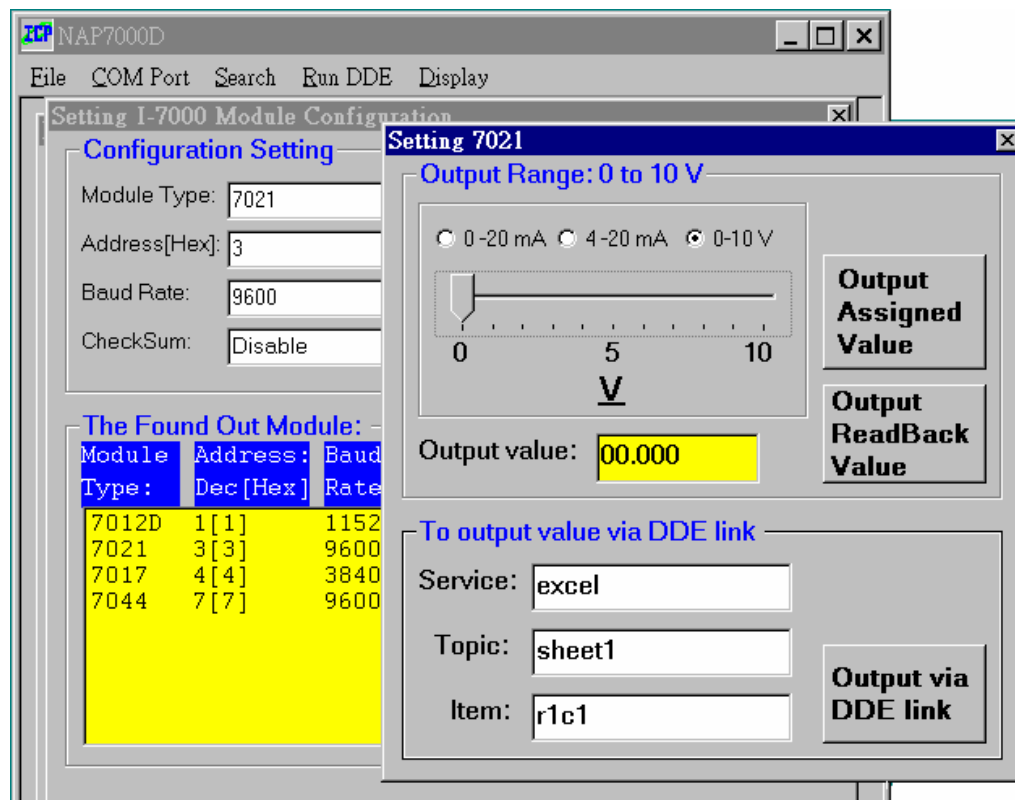 ICP NAP7000D
File COM Port Search Run DDE Display
Setting I-7000 Module Configuration
Configuration Setting
Module Type: 7021
Address[Hex]: 3
Baud Rate: 9600
CheckSum: Disable
The Found Out Module:
Module Address: Baud
Type: Dec[Hex] Rate
7012D 1[1] 1152
7021 3[3] 9600
7017 4[4] 3840
7044 7[7] 9600
Setting 7021
Output Range: 0 to 10 V
0-20 mA 4-20 mA 0-10 V
0 5 10
V
Output value: 00.000
Output
Assigned
Value
Output
ReadBack
Value
To output value via DDE link
Service: excel
Topic: sheet1
Item: r1c1
Output via
DDE link